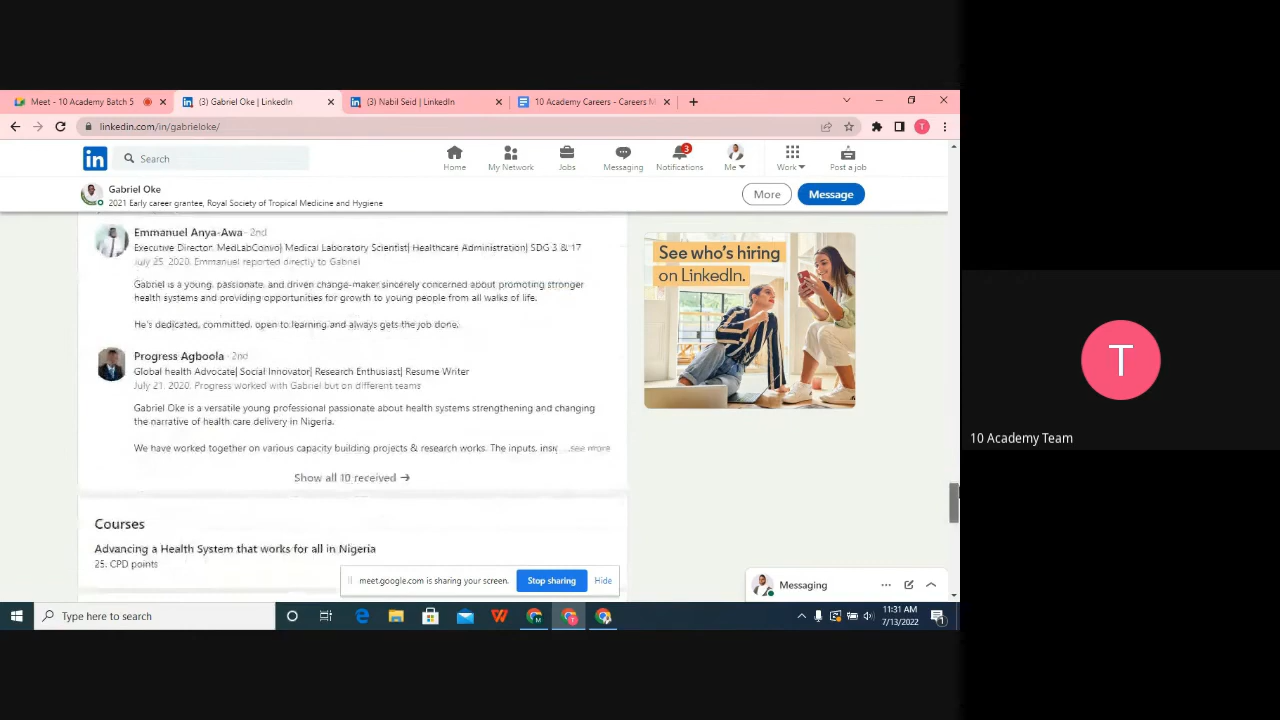 Meet - 10 Academy Batch 5
(3) Gabriel Oke | LinkedIn
(3) Nabil Seid | LinkedIn
10 Academy Careers - Careers M
linkedin.com/in/gabrieloke/
T
in
Search
Home
My Network
Jobs
Messaging
3
Notifications
Me
Work
Post a job
Gabriel Oke
2021 Early career grantee, Royal Society of Tropical Medicine and Hygiene
More
Message
Emmanuel Anya-Awa · 2nd
Executive Director MedLabConvo| Medical Laboratory Scientist| Healthcare Administration| SDG 3 & 17
July 25, 2020, Emmanuel reported directly to Gabriel
Gabriel is a young, passionate, and driven change-maker sincerely concerned about promoting stronger
health systems and providing opportunities for growth to young people from all walks of life.
He's dedicated, committed, open to learning and always gets the job done.
Progress Agboola · 2nd
Global health Advocate| Social Innovator| Research Enthusiast| Resume Writer
July 21, 2020, Progress worked with Gabriel but on different teams
Gabriel Oke is a versatile young professional passionate about health systems strengthening and changing
the narrative of health care delivery in Nigeria.
We have worked together on various capacity building projects & research works. The inputs, insi ...see more
Show all 10 received →
Courses
Advancing a Health System that works for all in Nigeria
25. CPD points
See who's hiring
on LinkedIn.
meet.google.com is sharing your screen.
Stop sharing
Hide
Messaging
Type here to search
11:31 AM
7/13/2022
1
T
10 Academy Team